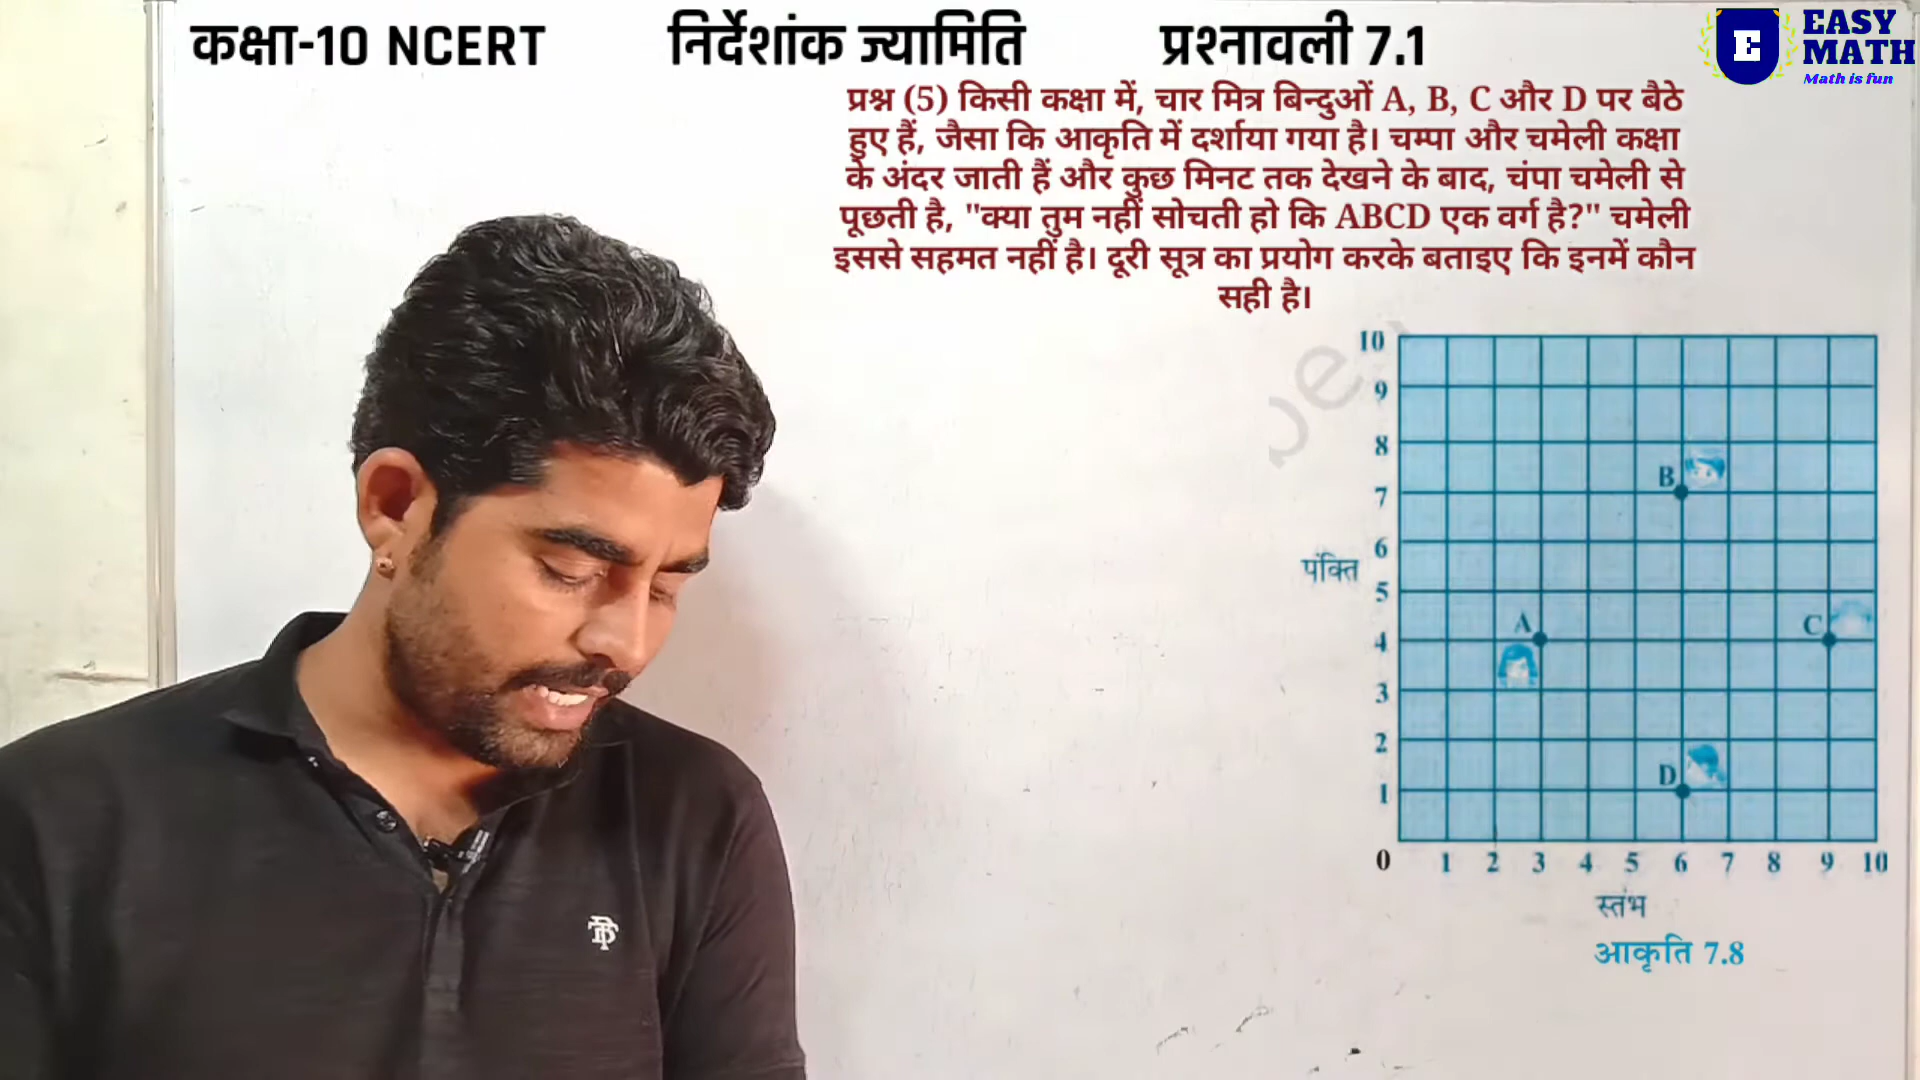 कक्षा-10 NCERT निर्देशांक ज्यामिति प्रश्नावली 7.1
E
EASY
MATH
Math is fun
प्रश्न (5) किसी कक्षा में, चार मित्र बिन्दुओं A, B, C और D पर बैठे
हुए हैं, जैसा कि आकृति में दर्शाया गया है। चम्पा और चमेली कक्षा
के अंदर जाती हैं और कुछ मिनट तक देखने के बाद, चंपा चमेली से
पूछती है, "क्या तुम नहीं सोचती हो कि ABCD एक वर्ग है?" चमेली
इससे सहमत नहीं है। दूरी सूत्र का प्रयोग करके बताइए कि इनमें कौन
सही है।
10
9
8
B
7
6
पंक्ति
5
A C
4
3
2
D
1
0 1 2 3 4 5 6 7 8 9 10
स्तंभ
आकृति 7.8